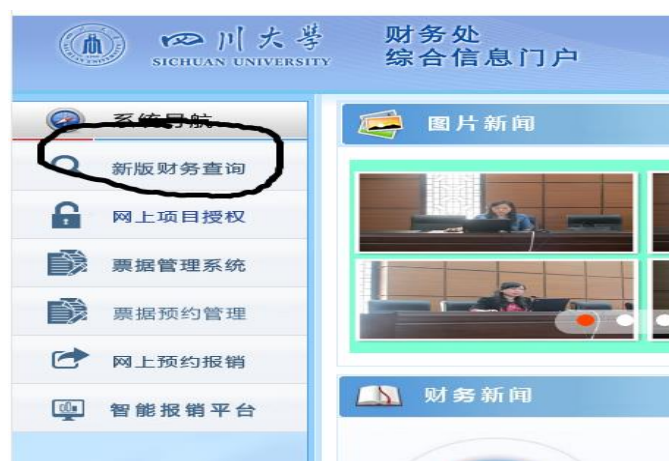 四川大学
SICHUAN UNIVERSITY
财务处
综合信息门户
系统导航
新版财务查询
网上项目授权
票据管理系统
票据预约管理
网上预约报销
智能报销平台
图片新闻
财务新闻